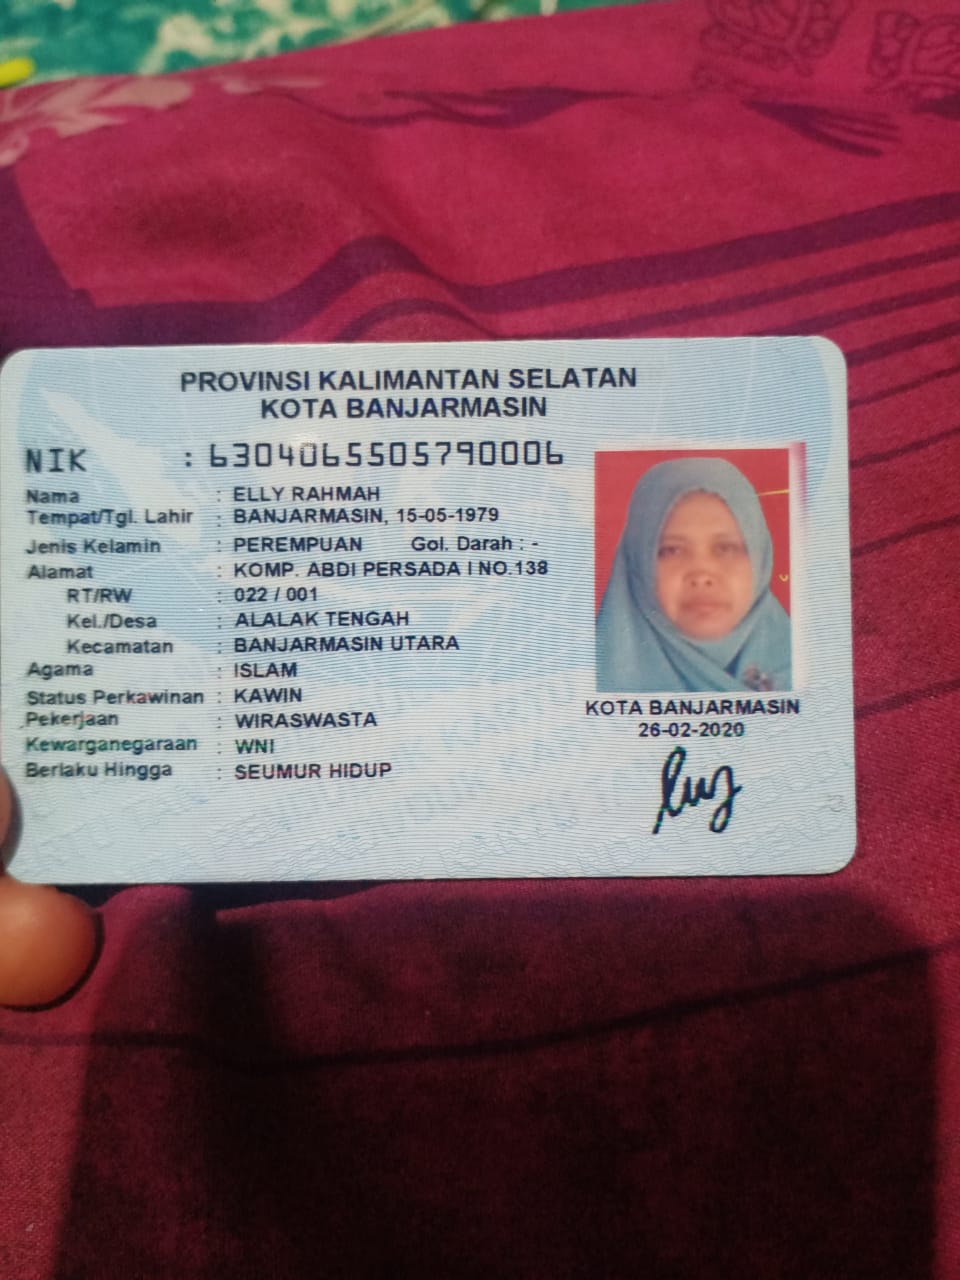 PROVINSI KALIMANTAN SELATAN
KOTA BANJARMASIN
NIK : 6304065505790006
Nama : ELLY RAHMAH
Tempat/Tgl. Lahir : BANJARMASIN, 15-05-1979
Jenis Kelamin : PEREMPUAN Gol. Darah : -
Alamat : KOMP. ABDI PERSADA I NO.138
RT/RW : 022 / 001
Kel./Desa : ALALAK TENGAH
Kecamatan : BANJARMASIN UTARA
Agama : ISLAM
Status Perkawinan : KAWIN
Pekerjaan : WIRASWASTA
Kewarganegaraan : WNI
Berlaku Hingga : SEUMUR HIDUP
KOTA BANJARMASIN
26-02-2020